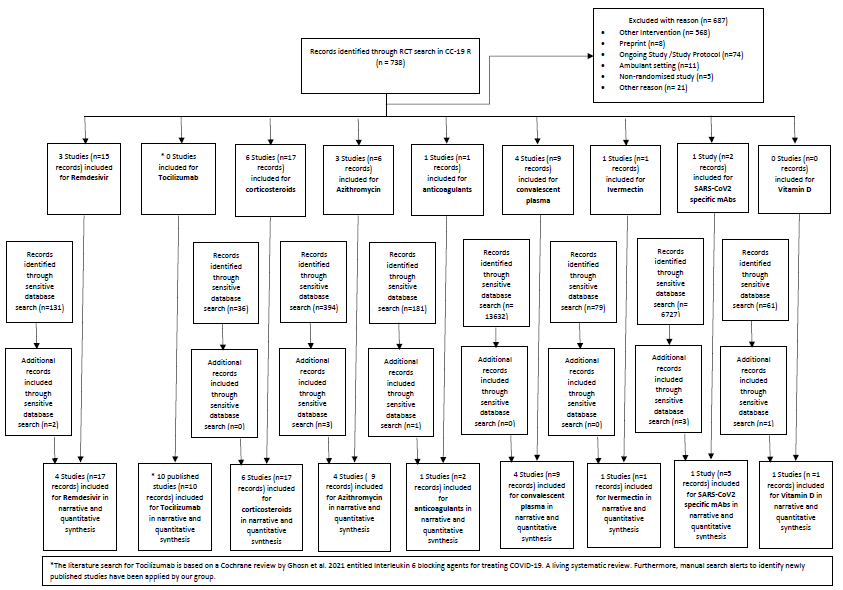 Records identified through RCT search in CC-19 R
(n = 738)
Excluded with reason (n= 687)
• Other Intervention (n= 568)
• Preprint (n=8)
• Ongoing Study /Study Protocol (n=74)
• Ambulant setting (n=11)
• Non-randomised study (n=5)
• Other reason (n= 21)
3 Studies (n=15
records) included
for Remdesivir
* 0 Studies
included for
Tocilizumab
6 Studies (n=17
records)
included for
corticosteroids
3 Studies (n=6
records)
included for
Azithromycin
1 Studies (n=1
records)
included for
anticoagulants
4 Studies (n=9
records)
included for
convalescent
plasma
1 Studies (n=1
records)
included for
Ivermectin
1 Study (n=2
records)
included for
SARS-CoV2
specific mAbs
0 Studies (n=0
records)
included for
Vitamin D
Records
identified
through
sensitive
database
search (n=131)
Records
identified
through
sensitive
database
search (n=36)
Records
identified
through
sensitive
database
search (n=394)
Records
identified
through
sensitive
database
search (n=181)
Records
identified
through
sensitive
database
search (n=
13632)
Records
identified
through
sensitive
database
search (n=79)
Records
identified
through
sensitive
database
search (n=
6727)
Records
identified
through
sensitive
database
search (n=61)
Additional
records
included
through
sensitive
database
search (n=2)
Additional
records
included
through
sensitive
database
search (n=0)
Additional
records
included
through
sensitive
database
search (n=3)
Additional
records
included
through
sensitive
database
search (n=1)
Additional
records
included
through
sensitive
database
search (n=0)
Additional
records
included
through
sensitive
database
search (n=0)
Additional
records
included
through
sensitive
database
search (n=3)
Additional
records
included
through
sensitive
database
search (n=1)
4 Studies (n=17
records) included
for Remdesivir in
narrative and
quantitative
synthesis
* 10 published
studies (n=10
records) included
for Tocilizumab
in narrative and
quantitative
synthesis
6 Studies (n=17
records) included
for
corticosteroids
in narrative and
quantitative
synthesis
4 Studies ( 9
records) included
for Azithromycin
in narrative and
quantitative
synthesis
1 Studies (n=2
records) included
for
anticoagulants in
narrative and
quantitative
synthesis
4 Studies (n=9
records) included
for convalescent
plasma in
narrative and
quantitative
synthesis
1 Studies (n=1
records) included
for Ivermectin in
narrative and
quantitative
synthesis
1 Study (n=5
records) included
for SARS-CoV2
specific mAbs in
narrative and
quantitative
synthesis
1 Studies (n =1
records) included
for Vitamin D in
narrative and
quantitative
synthesis
*The literature search for Tocilizumab is based on a Cochrane review by Ghosn et al. 2021 entitled Interleukin 6 blocking agents for treating COVID-19. A living systematic review. Furthermore, manual search alerts to identify newly
published studies have been applied by our group.